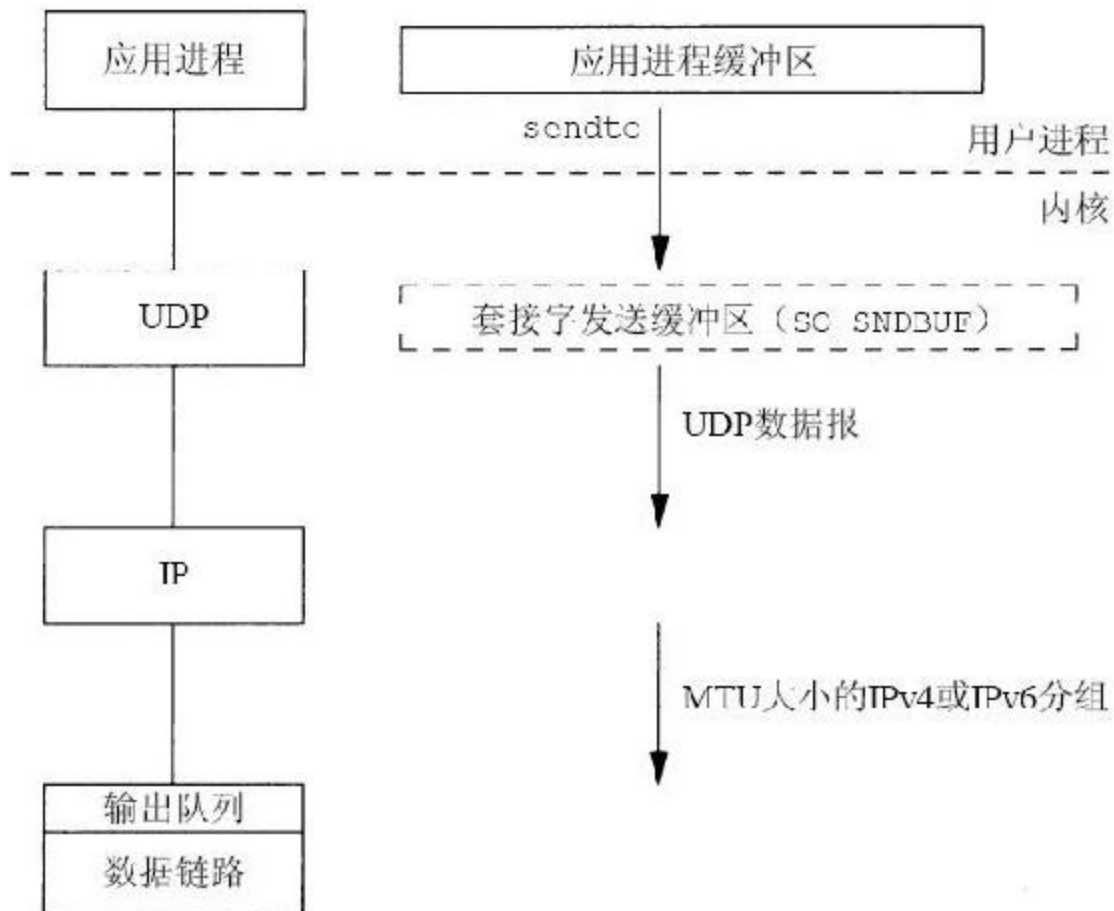 应用进程
应用进程缓冲区
sendto
用户进程
内核
UDP
套接字发送缓冲区（SO SNDBUF）
UDP数据报
IP
MTU大小的IPv4或IPv6分组
输出队列
数据链路